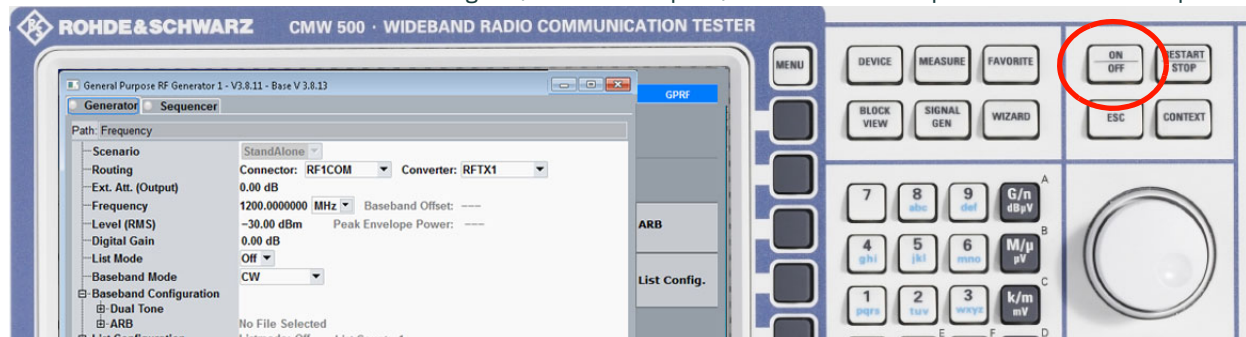 ROHDE&SCHWARZ CMW 500 · WIDEBAND RADIO COMMUNICATION TESTER
General Purpose RF Generator 1 - V3.8.11 - Base V 3.8.13
Generator Sequencer
Path: Frequency
Scenario StandAlone
Routing Connector: RF1COM Converter: RFTX1
Ext. Att. (Output) 0.00 dB
Frequency 1200.0000000 MHz Baseband Offset: ---
Level (RMS) -30.00 dBm Peak Envelope Power: ---
Digital Gain 0.00 dB
List Mode Off
Baseband Mode CW
Baseband Configuration
Dual Tone
ARB No File Selected
GPRF
ARB
List Config.
MENU
DEVICE MEASURE FAVORITE
BLOCK VIEW SIGNAL GEN WIZARD
ON OFF RESTART STOP
ESC CONTEXT
7 8 abc 9 def G/n dBµV A
4 ghi 5 jkl 6 mno M/µ µV B
1 pqrs 2 tuv 3 wxyz k/m mV C
E F D